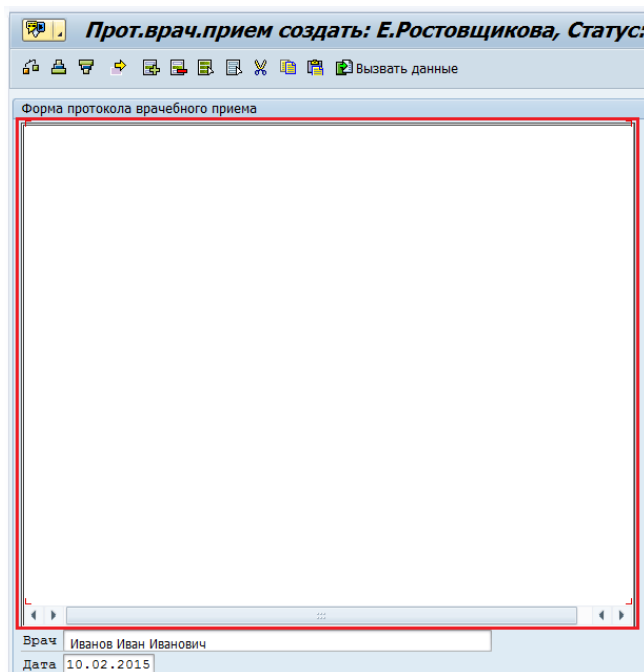 Прот.врач.прием создать: Е.Ростовщикова, Статус:
Вызвать данные
Форма протокола врачебного приема
Врач Иванов Иван Иванович
Дата 10.02.2015